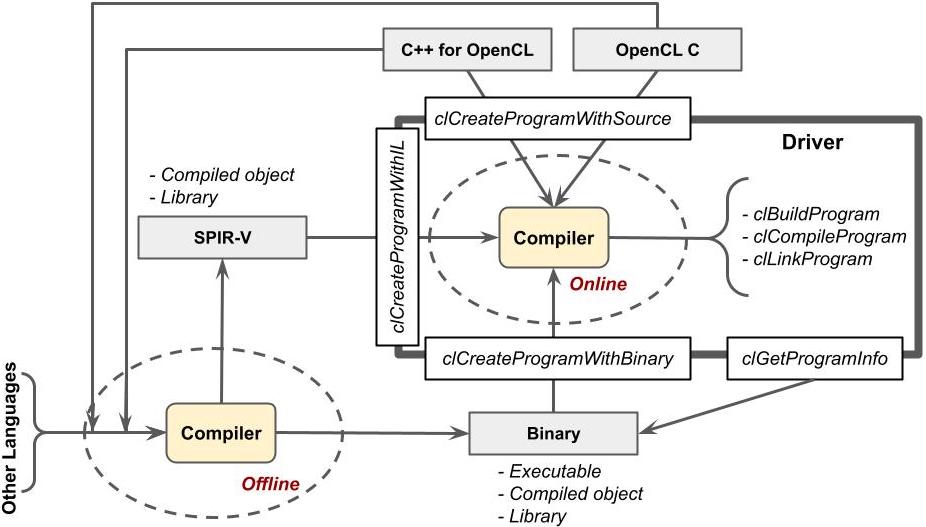 C++ for OpenCL
OpenCL C
clCreateProgramWithSource
Driver
clCreateProgramWithIL
- Compiled object
- Library
SPIR-V
Compiler
Online
- clBuildProgram
- clCompileProgram
- clLinkProgram
clCreateProgramWithBinary
clGetProgramInfo
Other Languages
Compiler
Offline
Binary
- Executable
- Compiled object
- Library